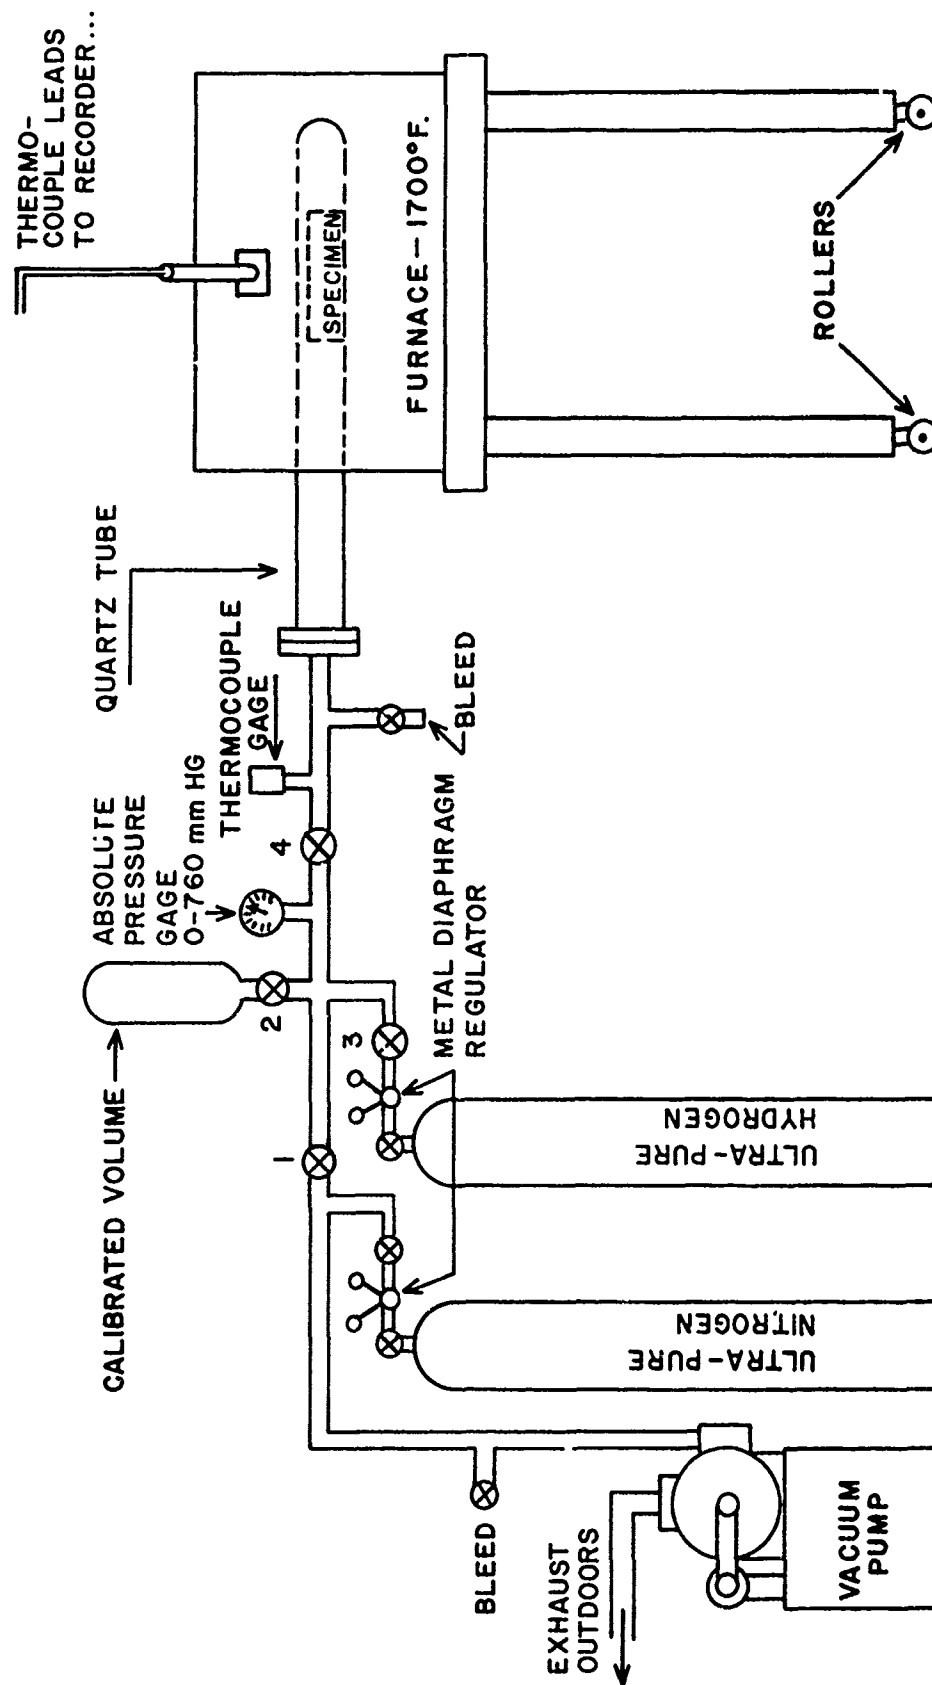 THERMO-
COUPLE LEADS
TO RECORDER...
SPECIMEN
FURNACE-1700°F.
ROLLERS
QUARTZ TUBE
THERMOCOUPLE
GAGE
BLEED
ABSOLUTE
PRESSURE
GAGE
0-760 mm HG
4
2
3
1
METAL DIAPHRAGM
REGULATOR
CALIBRATED VOLUME
ULTRA-PURE
HYDROGEN
ULTRA-PURE
NITROGEN
BLEED
EXHAUST
OUTDOORS
VACUUM
PUMP